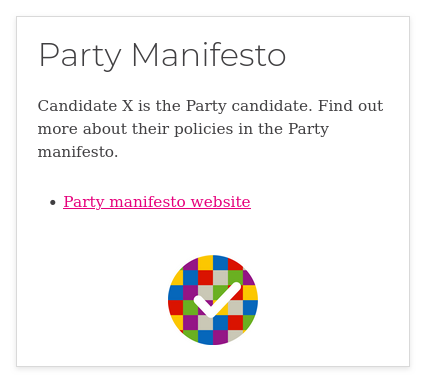 Party Manifesto
Candidate X is the Party candidate. Find out
more about their policies in the Party
manifesto.
• Party manifesto website